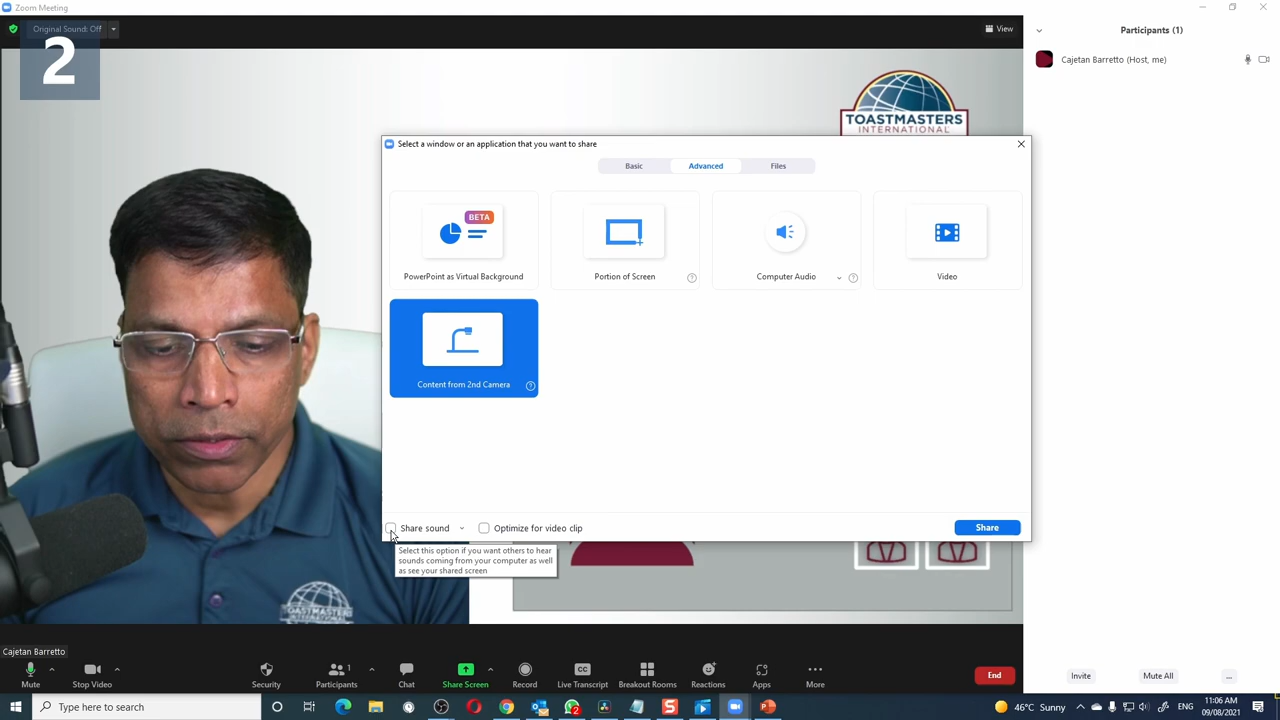 Zoom Meeting
Original Sound: Off
2
View
TOASTMASTERS
INTERNATIONAL
Participants (1)
Cajetan Barretto (Host, me)
Select a window or an application that you want to share
Basic
Advanced
Files
BETA
PowerPoint as Virtual Background
Portion of Screen
Computer Audio
Video
Content from 2nd Camera
Share sound
Optimize for video clip
Share
Select this option if you want others to hear
sounds coming from your computer as well
as see your shared screen
TOASTMASTERS
Cajetan Barretto
Mute
Stop Video
Security
Participants
1
Chat
Share Screen
Record
CC
Live Transcript
Breakout Rooms
Reactions
Apps
More
End
Invite
Mute All
...
Type here to search
2
46°C Sunny
ENG
11:06 AM
09/08/2021